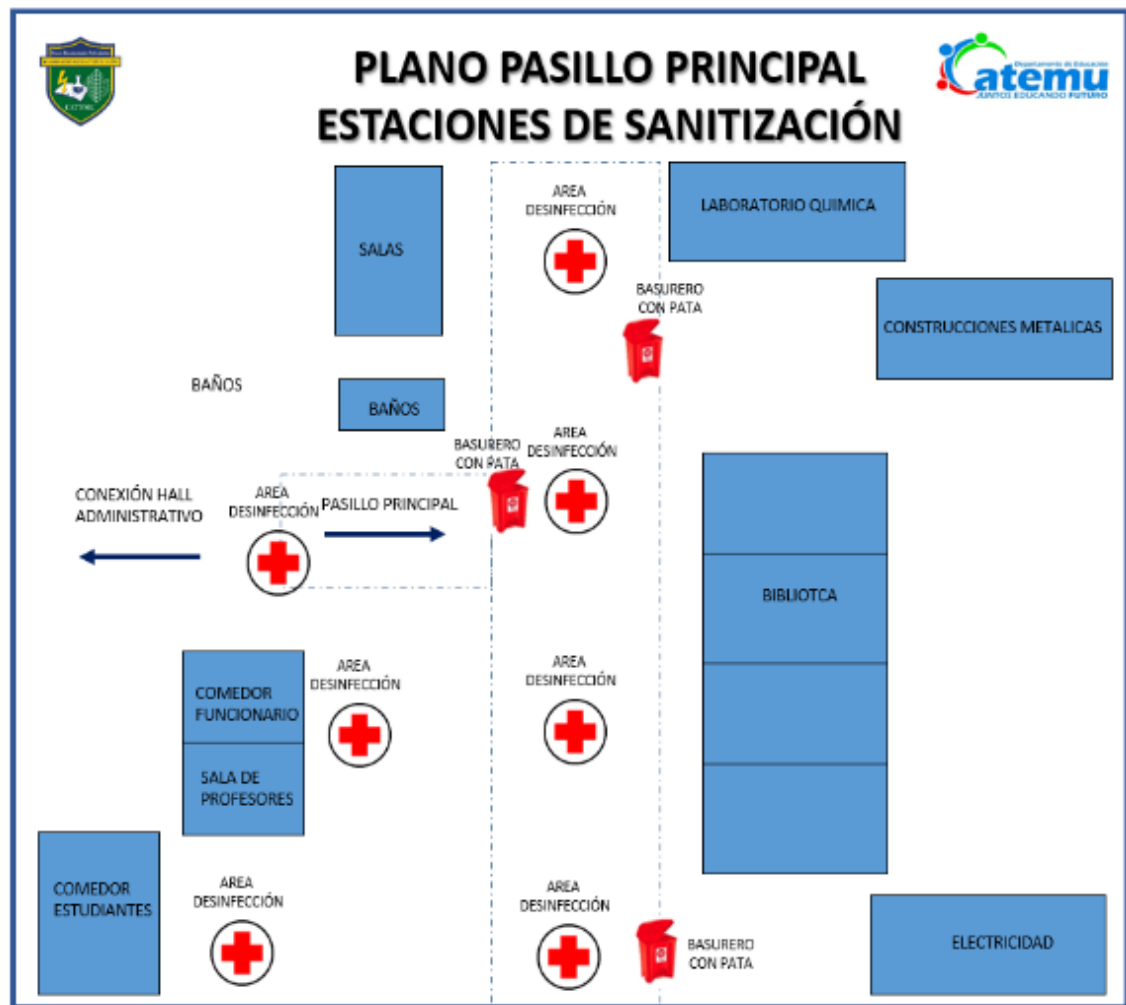 PLANO PASILLO PRINCIPAL
ESTACIONES DE SANITIZACIÓN
Departamento de Educación
Catemu
JUNTOS EDUCANDO FUTURO
AREA
DESINFECCIÓN
LABORATORIO QUIMICA
SALAS
BASURERO
CON PATA
CONSTRUCCIONES METALICAS
BAÑOS
BAÑOS
BASURERO
CON PATA
AREA
DESINFECCIÓN
CONEXIÓN HALL
ADMINISTRATIVO
AREA
DESINFECCIÓN
PASILLO PRINCIPAL
BIBLIOTCA
COMEDOR
FUNCIONARIO
AREA
DESINFECCIÓN
AREA
DESINFECCIÓN
SALA DE
PROFESORES
COMEDOR
ESTUDIANTES
AREA
DESINFECCIÓN
AREA
DESINFECCIÓN
BASURERO
CON PATA
ELECTRICIDAD